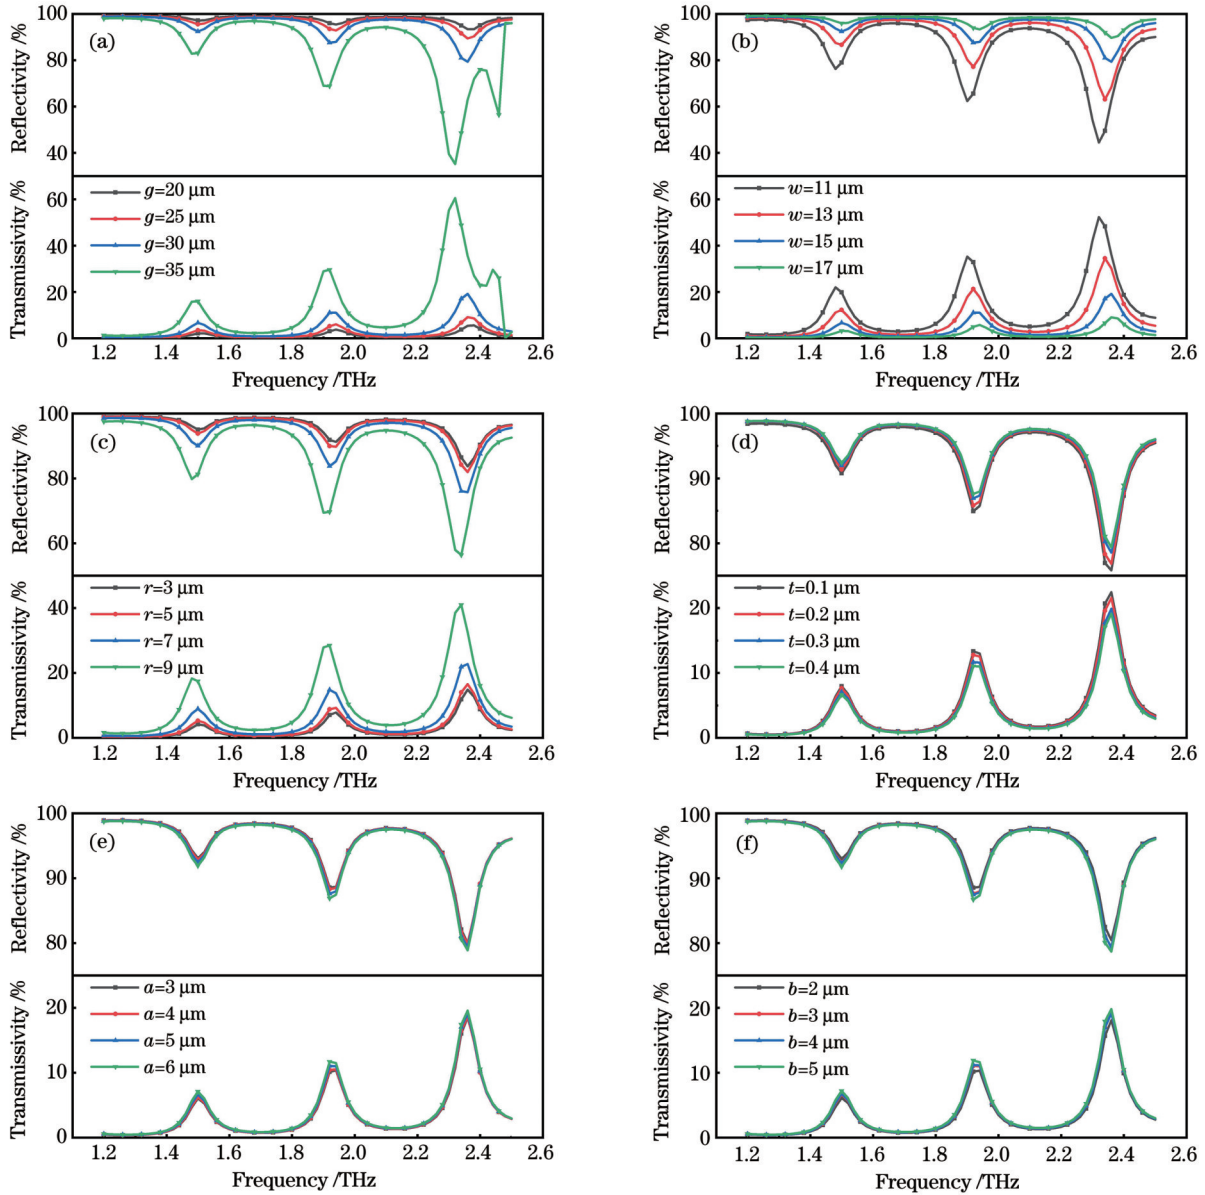 100
80
60
40
Reflectivity /%
(a)
60
40
20
0
Transmissivity /%
g=20 μm
g=25 μm
g=30 μm
g=35 μm
1.2 1.4 1.6 1.8 2.0 2.2 2.4 2.6
Frequency /THz
100
80
60
40
Reflectivity /%
(b)
60
40
20
0
Transmissivity /%
w=11 μm
w=13 μm
w=15 μm
w=17 μm
1.2 1.4 1.6 1.8 2.0 2.2 2.4 2.6
Frequency /THz
100
80
60
Reflectivity /%
(c)
40
20
0
Transmissivity /%
r=3 μm
r=5 μm
r=7 μm
r=9 μm
1.2 1.4 1.6 1.8 2.0 2.2 2.4 2.6
Frequency /THz
100
90
80
Reflectivity /%
(d)
20
10
0
Transmissivity /%
t=0.1 μm
t=0.2 μm
t=0.3 μm
t=0.4 μm
1.2 1.4 1.6 1.8 2.0 2.2 2.4 2.6
Frequency /THz
100
90
80
Reflectivity /%
(e)
20
10
0
Transmissivity /%
a=3 μm
a=4 μm
a=5 μm
a=6 μm
1.2 1.4 1.6 1.8 2.0 2.2 2.4 2.6
Frequency /THz
100
90
80
Reflectivity /%
(f)
20
10
0
Transmissivity /%
b=2 μm
b=3 μm
b=4 μm
b=5 μm
1.2 1.4 1.6 1.8 2.0 2.2 2.4 2.6
Frequency /THz